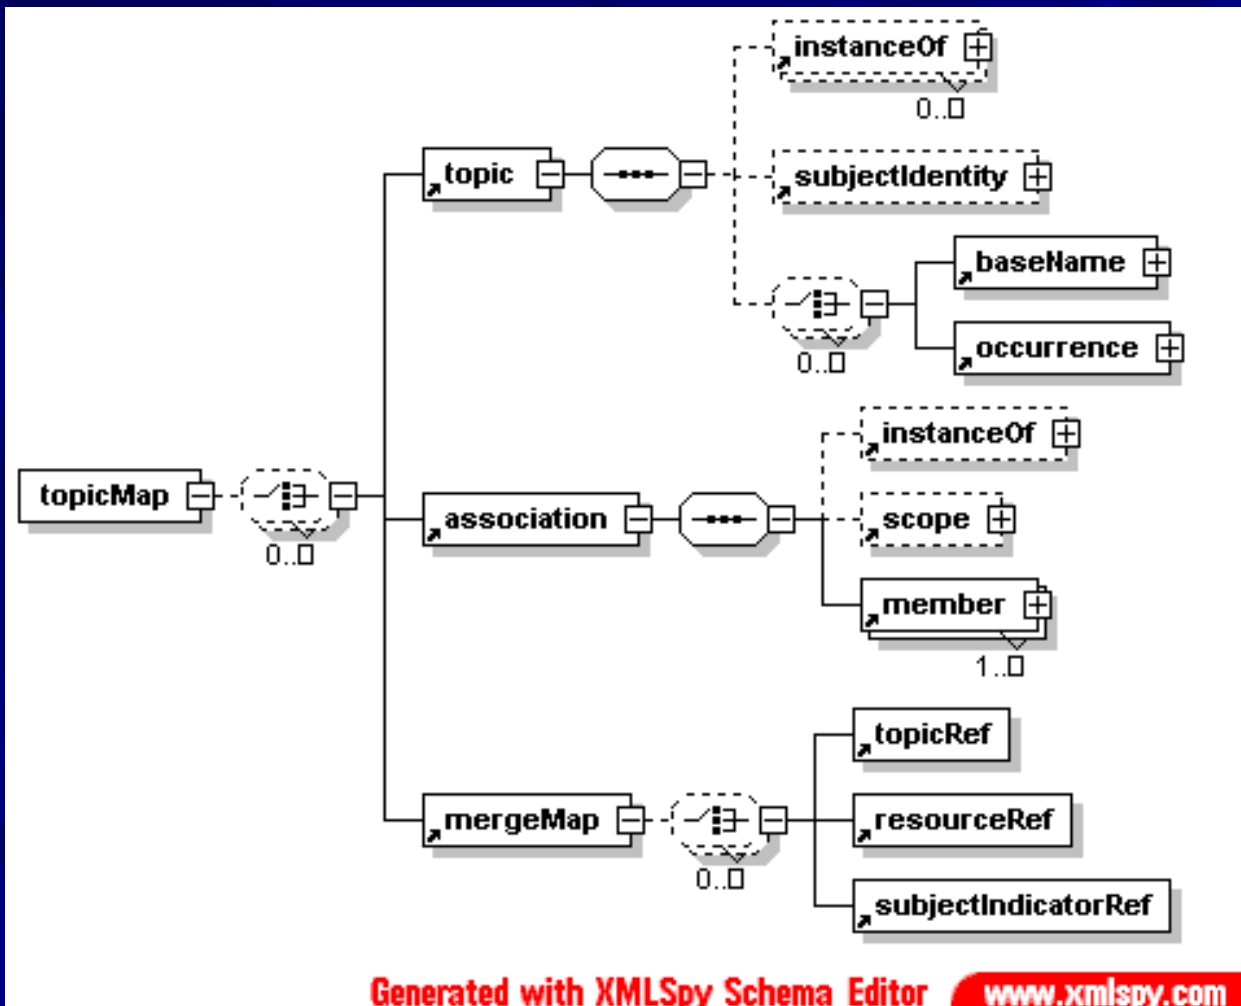 instanceOf
0..□
topic
subjectIdentity
baseName
0..□
occurrence
instanceOf
topicMap
association
scope
0..□
member
1..□
topicRef
mergeMap
resourceRef
0..□
subjectIndicatorRef
Generated with XMLSpy Schema Editor www.xmlspy.com